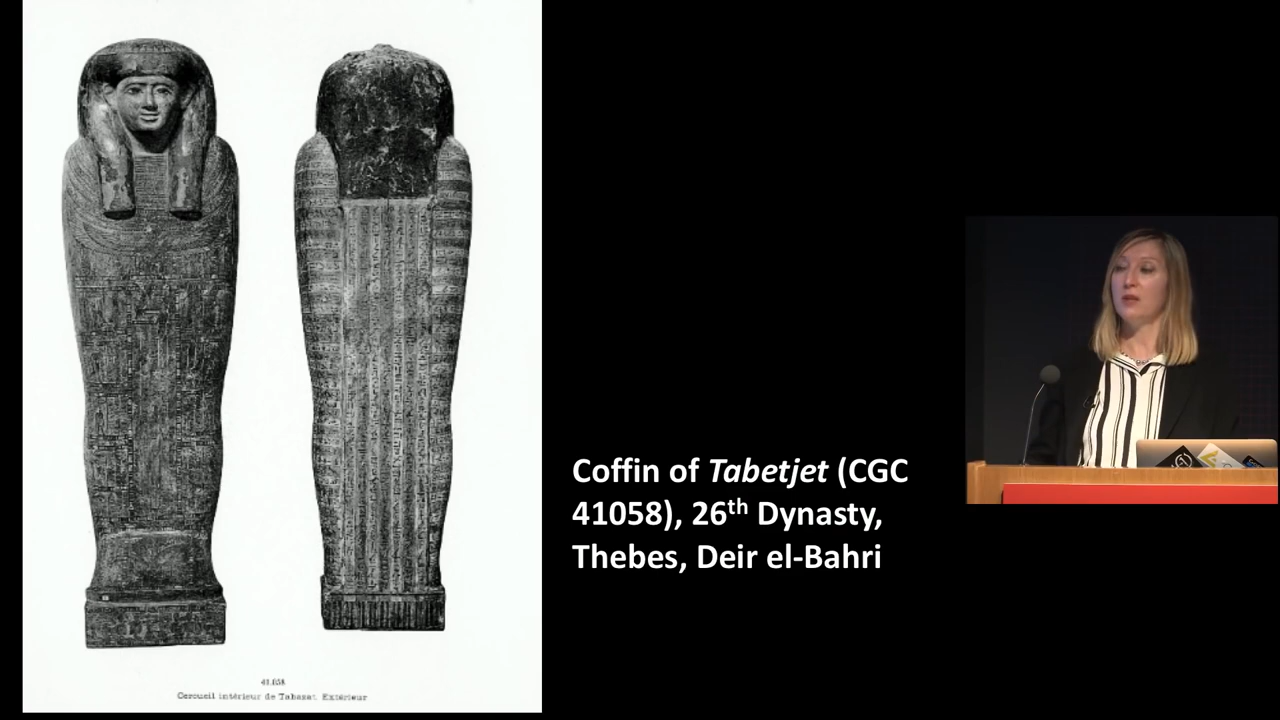 Coffin of Tabetjet (CGC
41058), 26th Dynasty,
Thebes, Deir el-Bahri
41.058
Cercueil intérieur de Tabasat. Extérieur